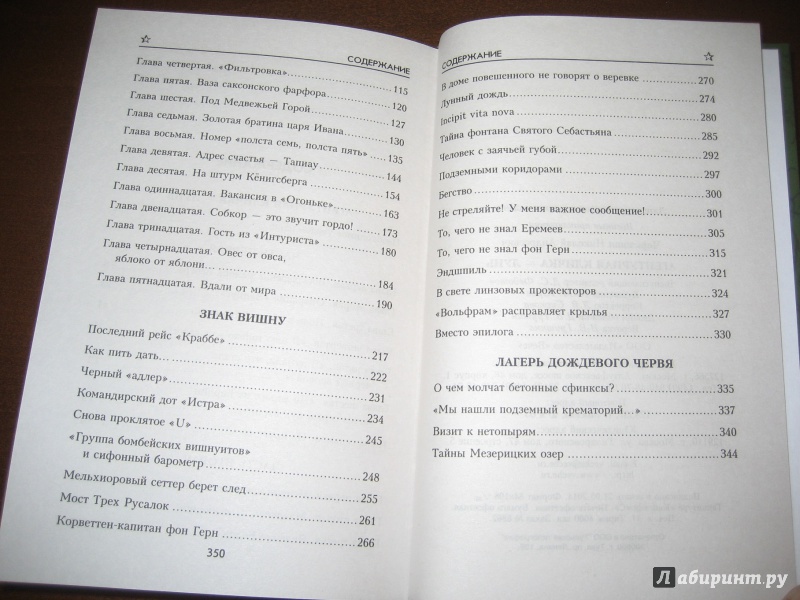 СОДЕРЖАНИЕ
Глава четвертая. «Фильтровка» 115
Глава пятая. Ваза саксонского фарфора 120
Глава шестая. Под Медвежьей Горой 127
Глава седьмая. Золотая братина царя Ивана 130
Глава восьмая. Номер «полста семь, полста пять» 135
Глава девятая. Адрес счастья — Тапиау 144
Глава десятая. На штурм Кёнигсберга 154
Глава одиннадцатая. Вакансия в «Огоньке» 163
Глава двенадцатая. Собкор — это звучит гордо! 173
Глава тринадцатая. Гость из «Интуриста» 180
Глава четырнадцатая. Овес от овса,
яблоко от яблони... 184
Глава пятнадцатая. Вдали от мира 190
ЗНАК ВИШНУ
Последний рейс «Краббе» 217
Как пить дать... 222
Черный «адлер» 231
Командирский дот «Истра» 234
Снова проклятое «U» 245
«Группа бомбейских вишнуитов»
и сифонный барометр 248
Мельхиоровый сеттер берет след 255
Мост Трех Русалок 261
Корветтен-капитан фон Герн 266
350
СОДЕРЖАНИЕ
В доме повешенного не говорят о веревке 270
Лунный дождь 274
Incipit vita nova 280
Тайна фонтана Святого Себастьяна 285
Человек с заячьей губой 292
Подземными коридорами 297
Бегство 300
Не стреляйте! У меня важное сообщение! 301
То, чего не знал Еремеев 305
То, чего не знал фон Герн 315
Эндшпиль 321
В свете линзовых прожекторов 324
«Вольфрам» расправляет крылья 327
Вместо эпилога 330
ЛАГЕРЬ ДОЖДЕВОГО ЧЕРВЯ
О чем молчат бетонные сфинксы? 335
«Мы нашли подземный крематорий...» 337
Визит к нетопырям 340
Тайны Мезерицких озер 344
Лабиринт.ру